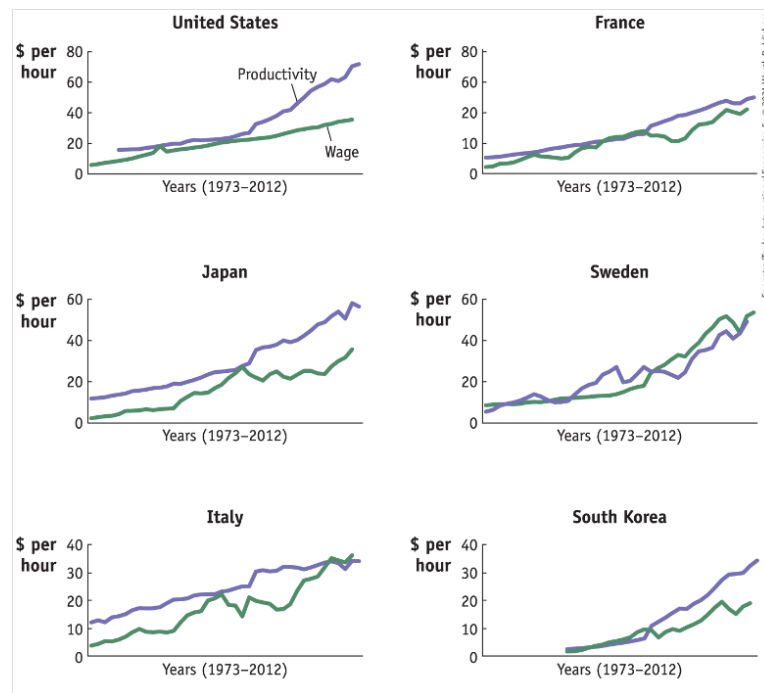 United States
$ per
hour
80
60
40
20
0
Productivity
Wage
Years (1973–2012)
France
$ per
hour
80
60
40
20
0
Years (1973–2012)
Japan
$ per
hour
60
40
20
0
Years (1973–2012)
Sweden
$ per
hour
60
40
20
0
Years (1973–2012)
Italy
$ per
hour
40
30
20
10
0
Years (1973–2012)
South Korea
$ per
hour
40
30
20
10
0
Years (1973–2012)